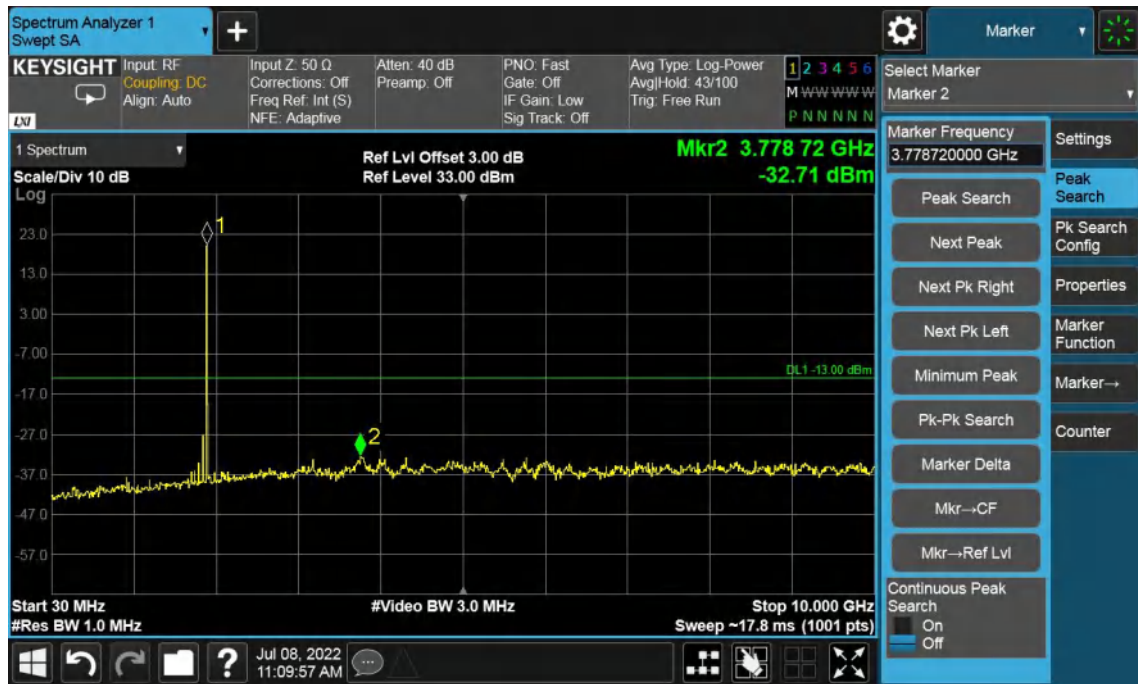 Spectrum Analyzer 1
Swept SA
+
Marker
KEYSIGHT
LXI
Input: RF
Coupling: DC
Align: Auto
Input Z: 50 Ω
Corrections: Off
Freq Ref: Int (S)
NFE: Adaptive
Atten: 40 dB
Preamp: Off
PNO: Fast
Gate: Off
IF Gain: Low
Sig Track: Off
Avg Type: Log-Power
Avg|Hold: 43/100
Trig: Free Run
1 2 3 4 5 6
M W W W W W
P N N N N N
Select Marker
Marker 2
1 Spectrum
Scale/Div 10 dB
Log
Ref Lvl Offset 3.00 dB
Ref Level 33.00 dBm
Mkr2 3.778 72 GHz
-32.71 dBm
1
2
23.0
13.0
3.00
-7.00
-17.0
-27.0
-37.0
-47.0
-57.0
DL1 -13.00 dBm
Start 30 MHz
#Res BW 1.0 MHz
#Video BW 3.0 MHz
Stop 10.000 GHz
Sweep ~17.8 ms (1001 pts)
Marker Frequency
3.778720000 GHz
Peak Search
Next Peak
Next Pk Right
Next Pk Left
Minimum Peak
Pk-Pk Search
Marker Delta
Mkr→CF
Mkr→Ref Lvl
Continuous Peak
Search
On
Off
Settings
Peak
Search
Pk Search
Config
Properties
Marker
Function
Marker→
Counter
?
Jul 08, 2022
11:09:57 AM